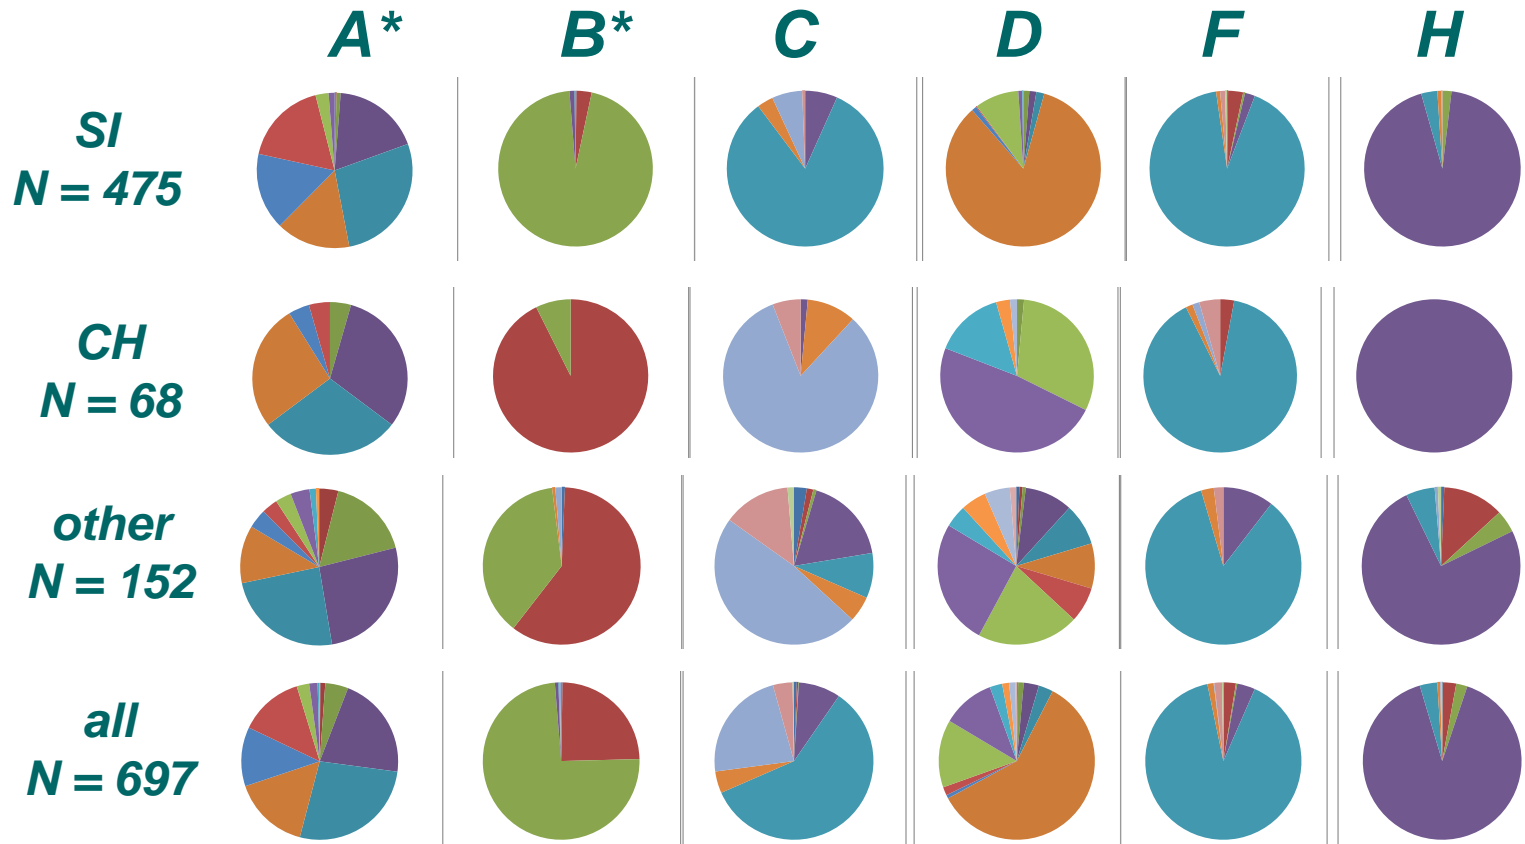 A* B* C D F H
SI
N = 475
CH
N = 68
other
N = 152
all
N = 697